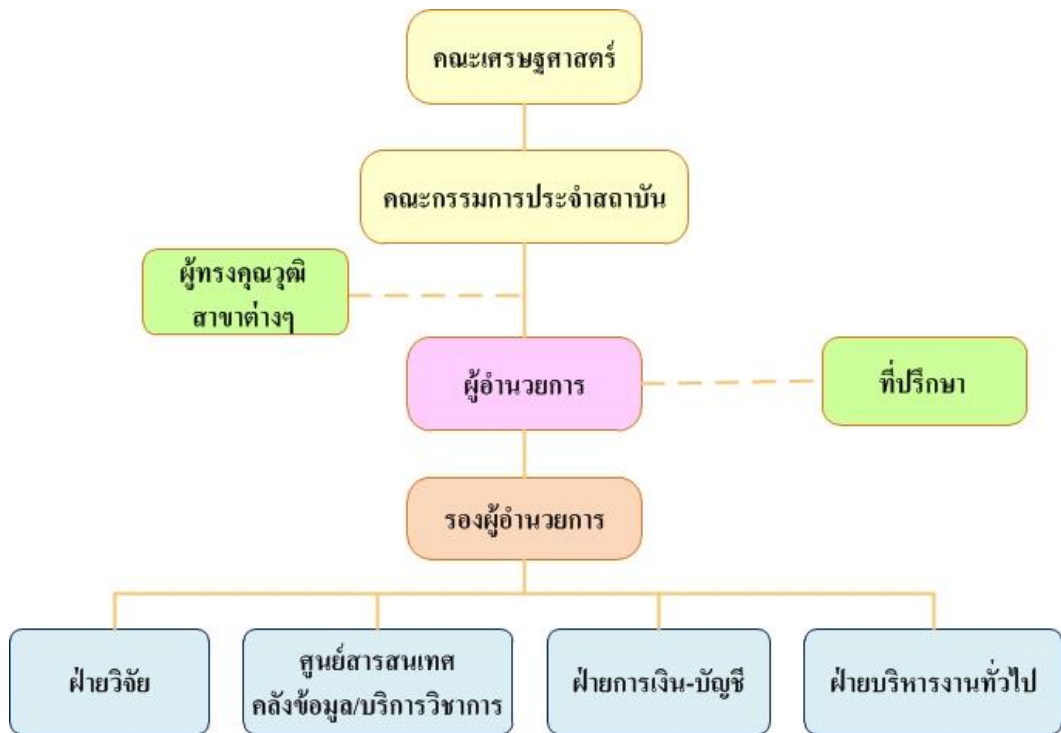 คณะเศรษฐศาสตร์
คณะกรรมการประจำสถาบัน
ผู้ทรงคุณวุฒิ
สาขาต่างๆ
ผู้อำนวยการ
ที่ปรึกษา
รองผู้อำนวยการ
ฝ่ายวิจัย
ศูนย์สารสนเทศ
คลังข้อมูล/บริการวิชาการ
ฝ่ายการเงิน-บัญชี
ฝ่ายบริหารงานทั่วไป